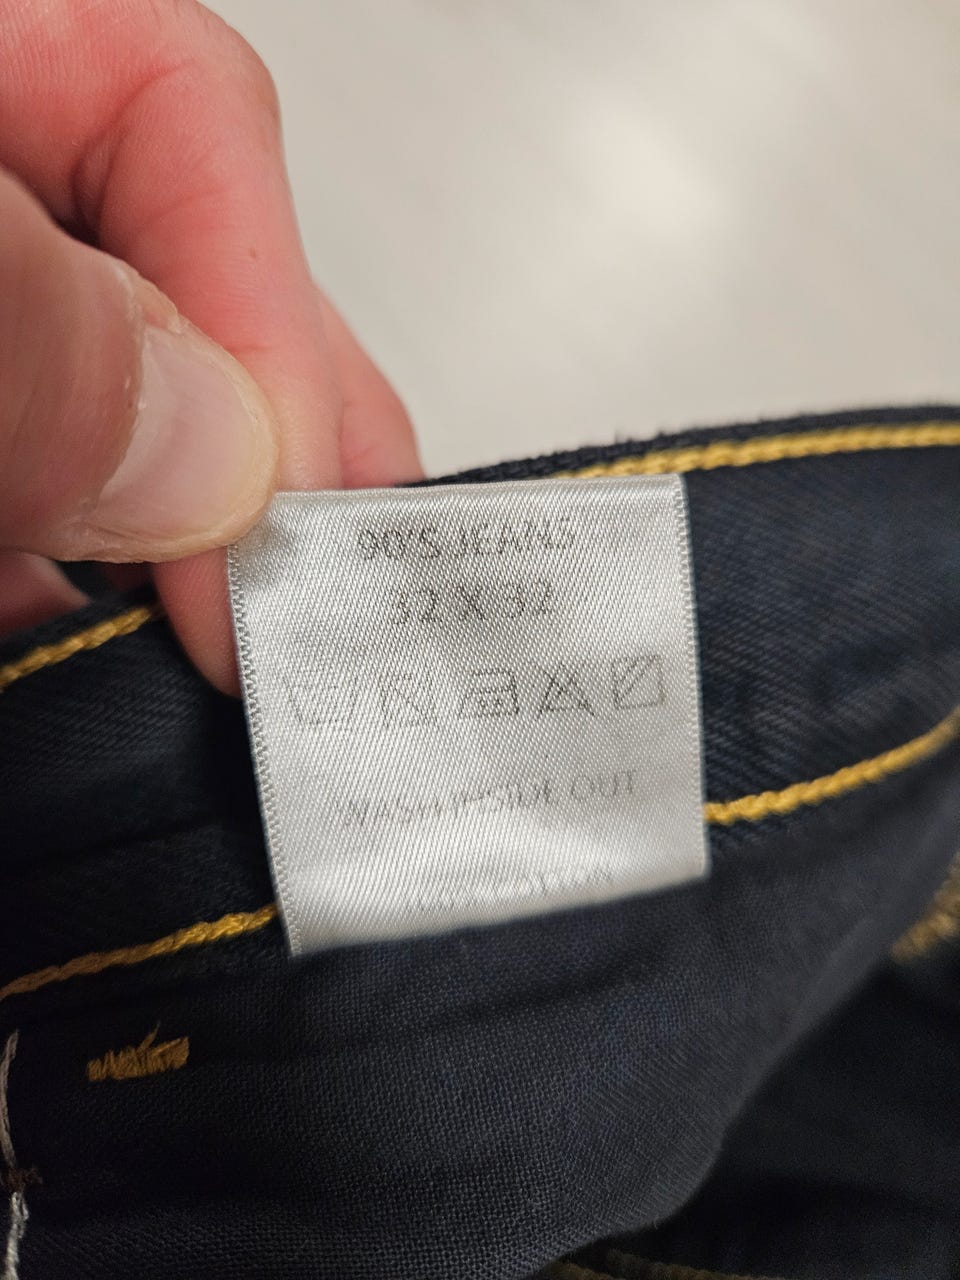 90'S JEANS
32 X 32
WASH INSIDE OUT